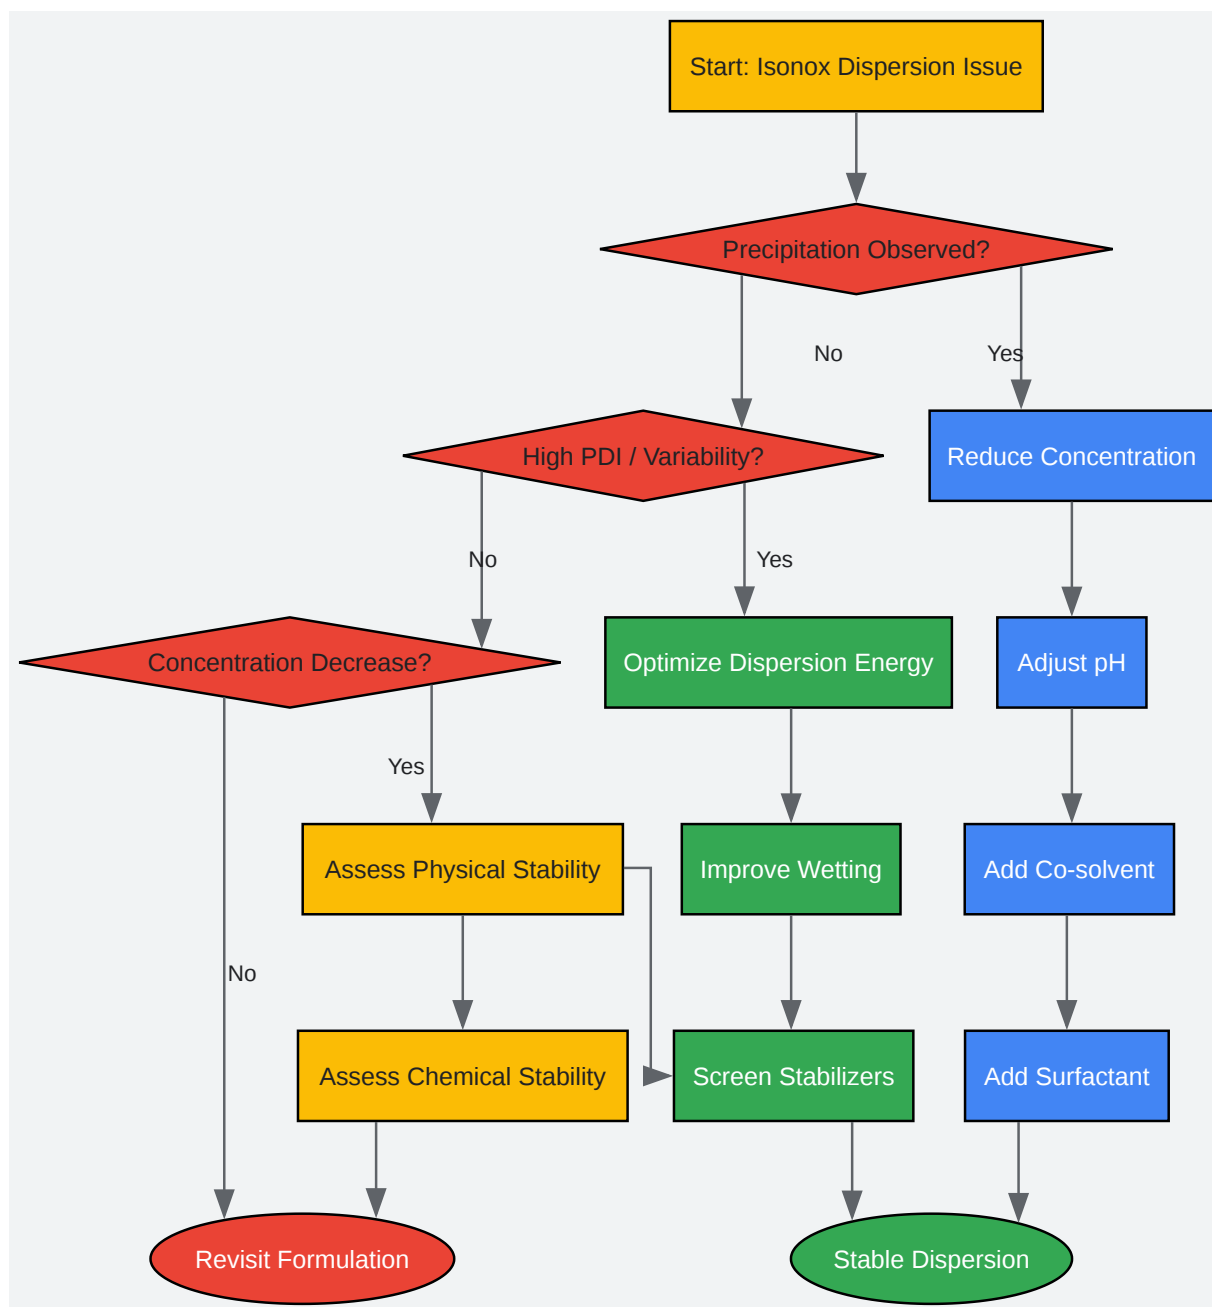 Start: Isonox Dispersion Issue
Precipitation Observed?
No
Yes
High PDI / Variability?
Reduce Concentration
No
Yes
Concentration Decrease?
Optimize Dispersion Energy
Adjust pH
Yes
Assess Physical Stability
Improve Wetting
Add Co-solvent
No
Assess Chemical Stability
Screen Stabilizers
Add Surfactant
Revisit Formulation
Stable Dispersion